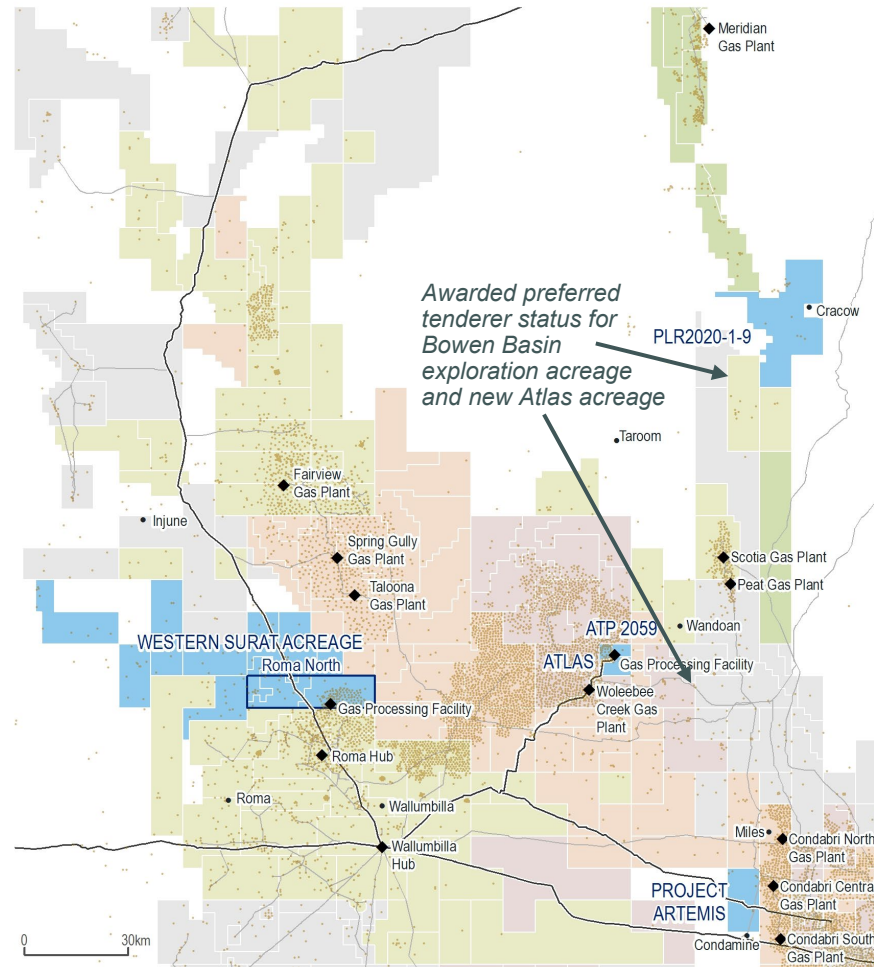 Meridian
Gas Plant
Awarded preferred
tenderer status for
Bowen Basin
exploration acreage
and new Atlas acreage
Cracow
PLR2020-1-9
Taroom
Fairview
Gas Plant
Injune
Spring Gully
Gas Plant
Taloona
Gas Plant
Scotia Gas Plant
Peat Gas Plant
Wandoan
ATP 2059
WESTERN SURAT ACREAGE
Roma North
ATLAS
Gas Processing Facility
Woleebee
Creek Gas
Plant
Gas Processing Facility
Roma Hub
Roma
Wallumbilla
Wallumbilla
Hub
Miles
Condabri North
Gas Plant
PROJECT
ARTEMIS
Condabri Central
Gas Plant
Condamine
Condabri South
Gas Plant
0 30km